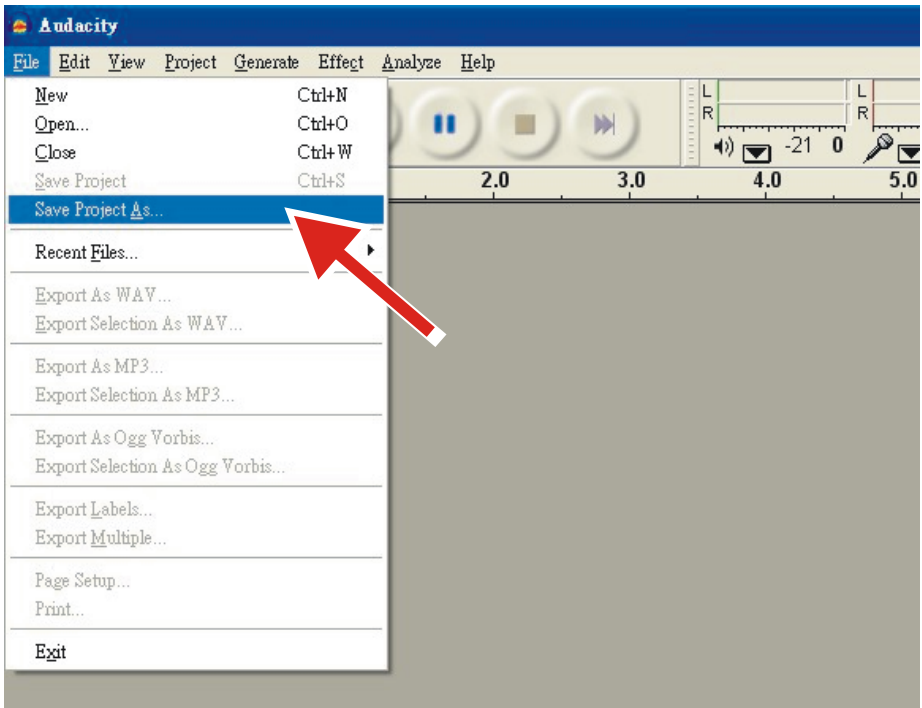 Audacity
File Edit View Project Generate Effect Analyze Help
New Ctrl+N
Open... Ctrl+O
Close Ctrl+W
Save Project Ctrl+S
Save Project As...
Recent Files...
Export As WAV...
Export Selection As WAV...
Export As MP3...
Export Selection As MP3...
Export As Ogg Vorbis...
Export Selection As Ogg Vorbis...
Export Labels...
Export Multiple...
Page Setup...
Print...
Exit
L L
R R
-21 0
2.0 3.0 4.0 5.0